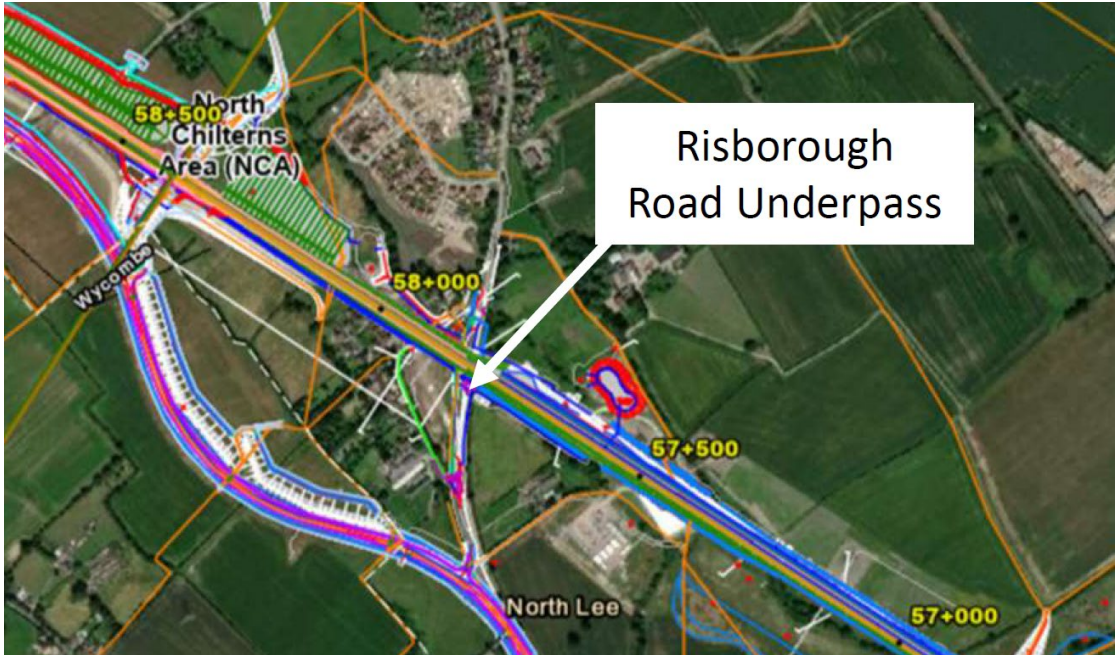 58+500
North
Chilterns
Area (NCA)
Risborough
Road Underpass
Wycombe
58+000
57+500
North Lee
57+000